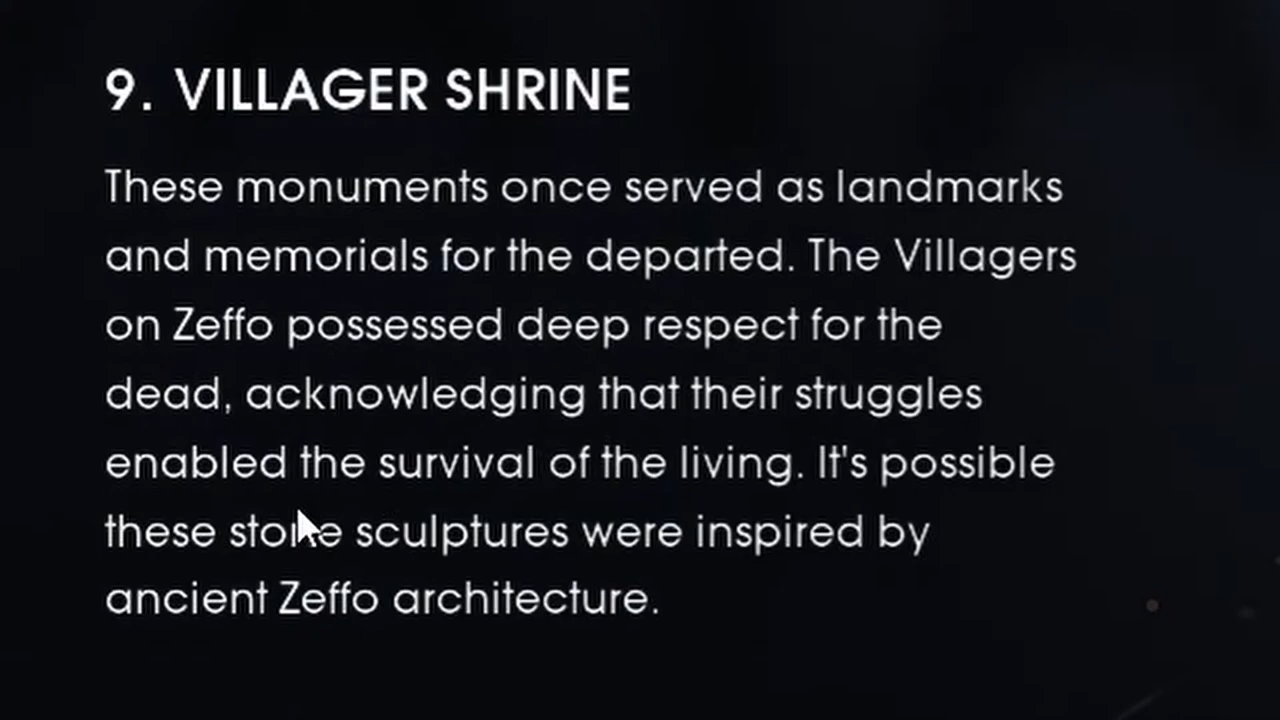 9. VILLAGER SHRINE
These monuments once served as landmarks
and memorials for the departed. The Villagers
on Zeffo possessed deep respect for the
dead, acknowledging that their struggles
enabled the survival of the living. It's possible
these stone sculptures were inspired by
ancient Zeffo architecture.